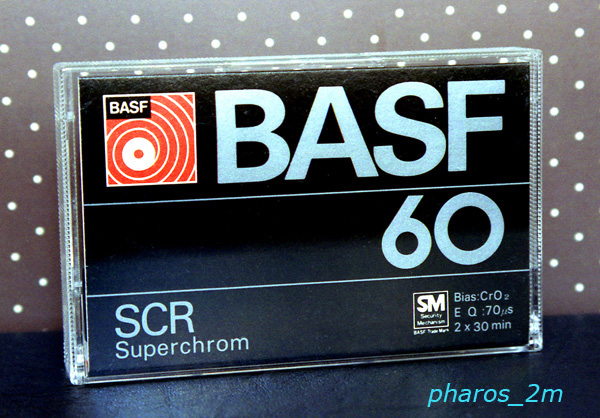 BASF
BASF
60
SCR
Superchrom
SM
Security
Mechanism
BASF Trade Mark
Bias:CrO₂
E Q :70µs
2 x 30 min
pharos_2m